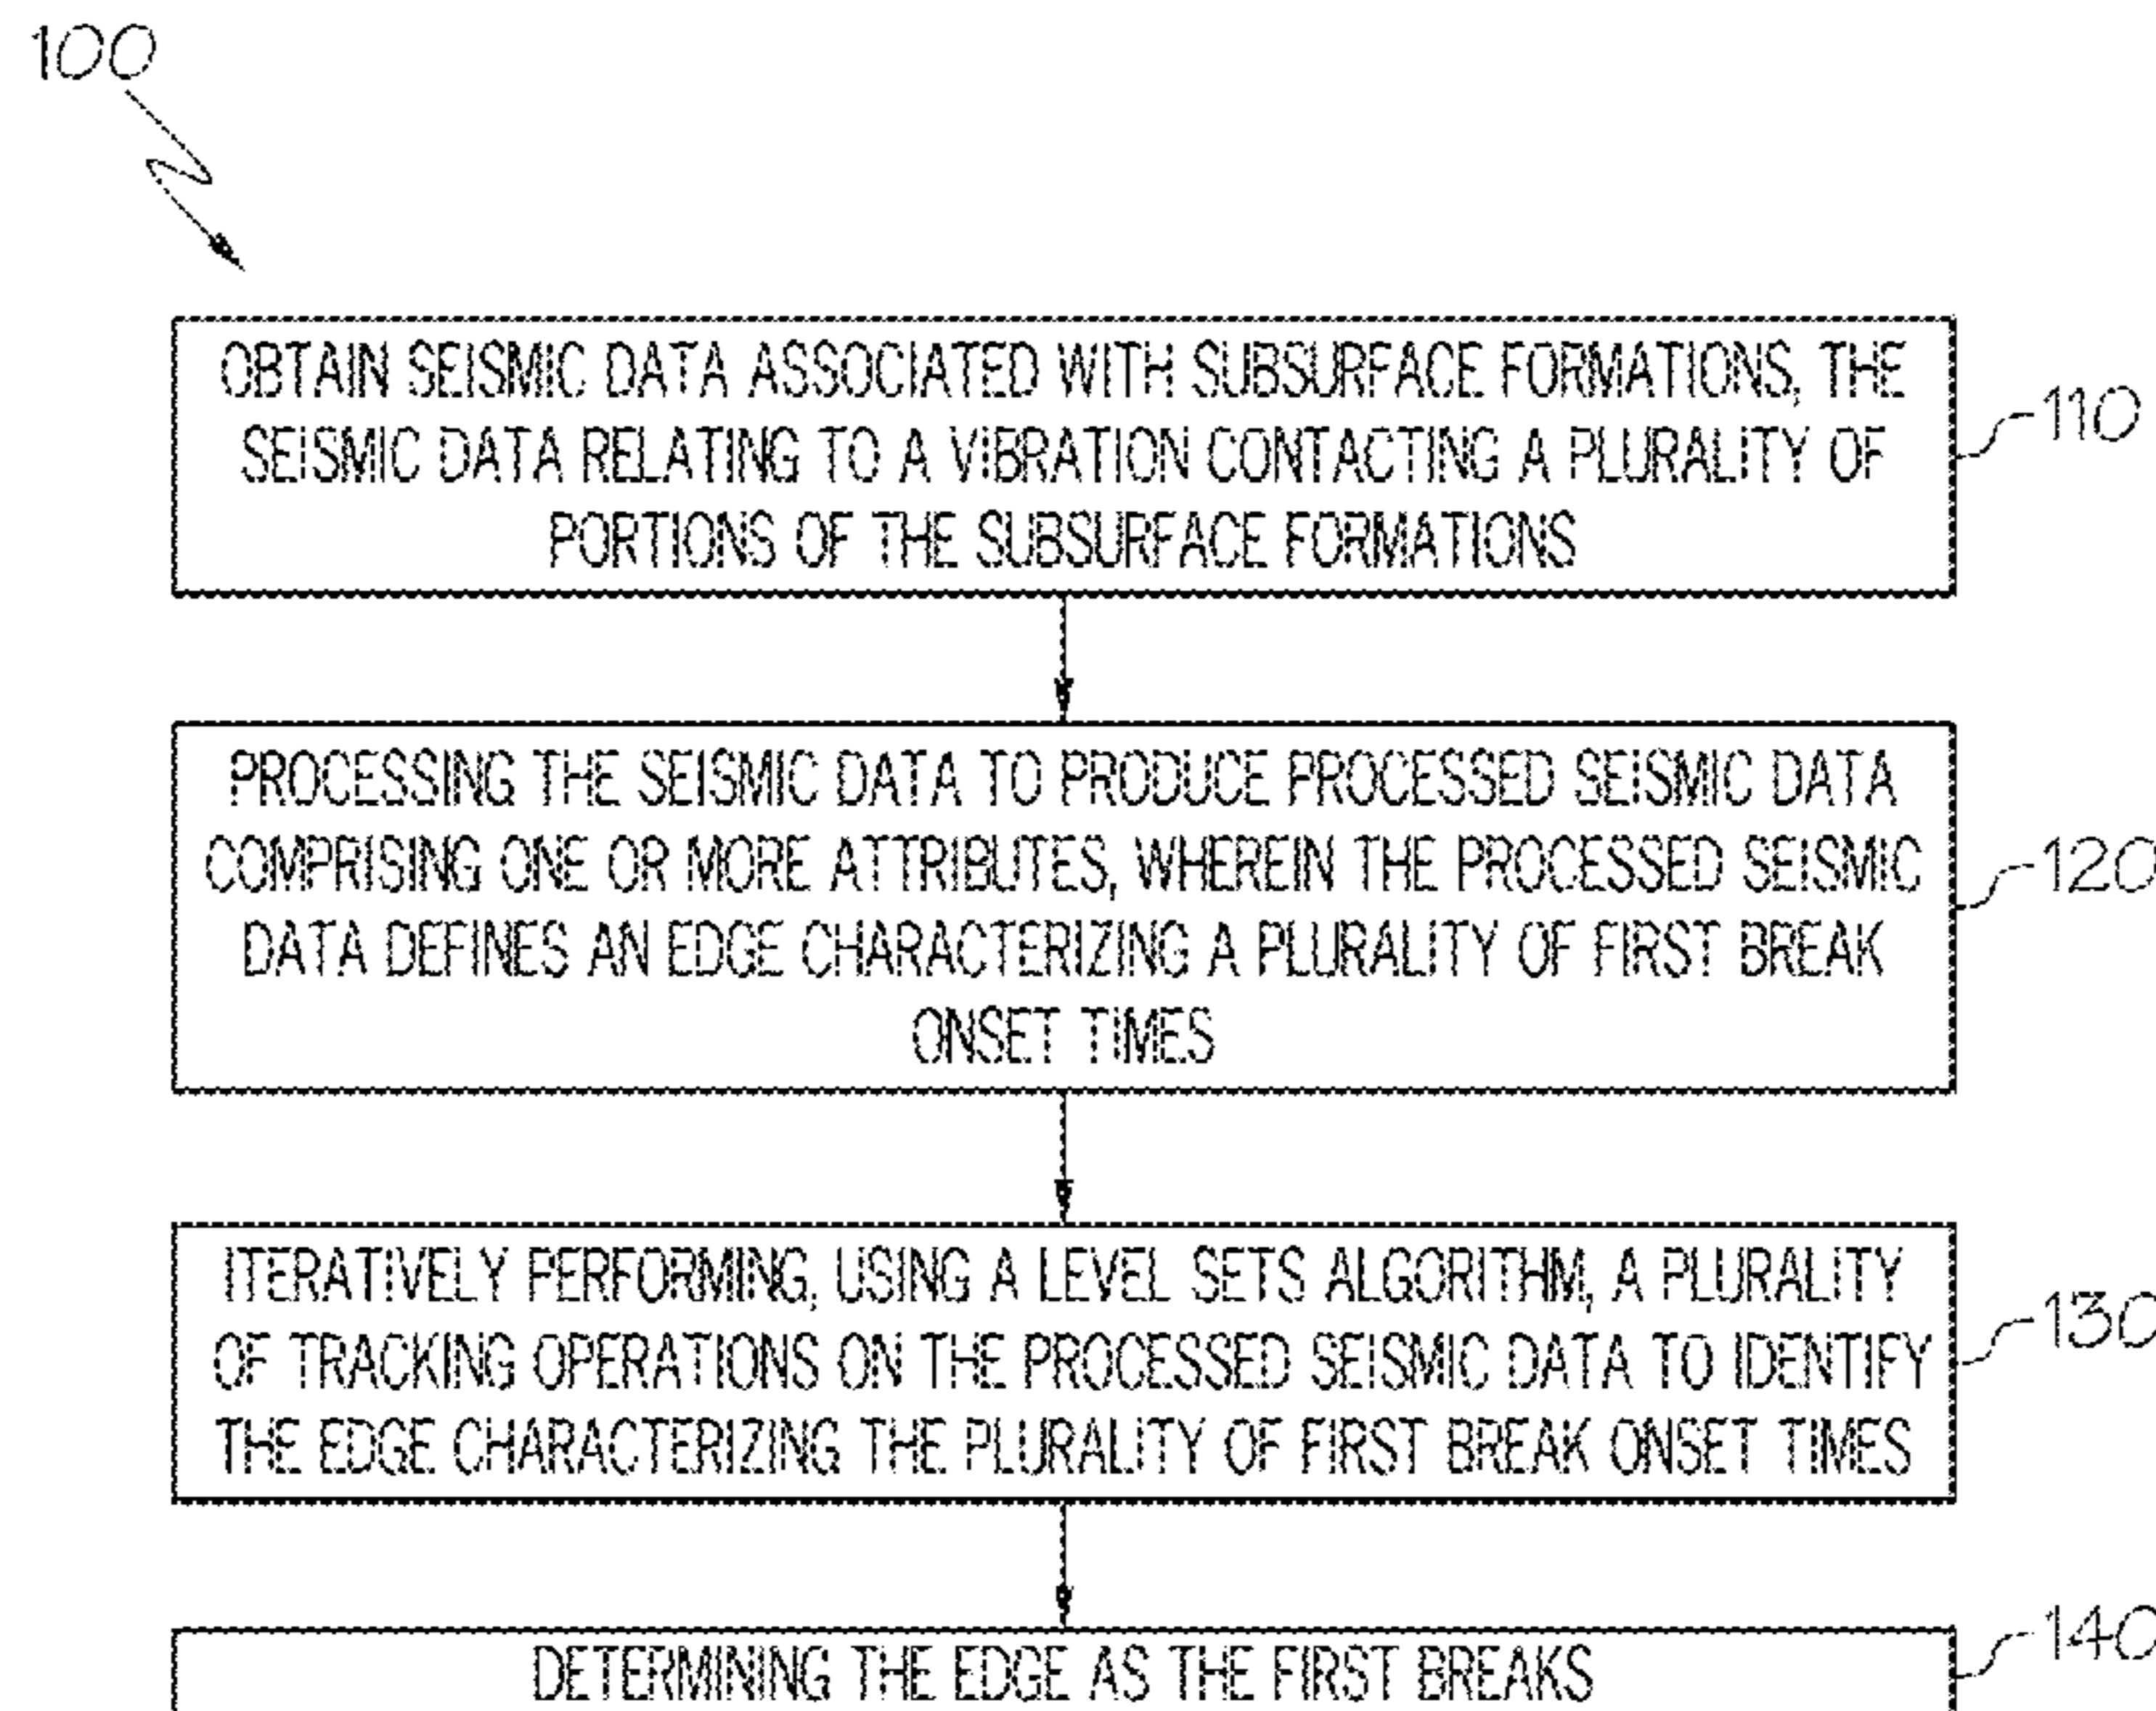 100
OBTAIN SEISMIC DATA ASSOCIATED WITH SUBSURFACE FORMATIONS, THE
SEISMIC DATA RELATING TO A VIBRATION CONTACTING A PLURALITY OF
PORTIONS OF THE SUBSURFACE FORMATIONS
110
PROCESSING THE SEISMIC DATA TO PRODUCE PROCESSED SEISMIC DATA
COMPRISING ONE OR MORE ATTRIBUTES, WHEREIN THE PROCESSED SEISMIC
DATA DEFINES AN EDGE CHARACTERIZING A PLURALITY OF FIRST BREAK
ONSET TIMES
120
ITERATIVELY PERFORMING, USING A LEVEL SETS ALGORITHM, A PLURALITY
OF TRACKING OPERATIONS ON THE PROCESSED SEISMIC DATA TO IDENTIFY
THE EDGE CHARACTERIZING THE PLURALITY OF FIRST BREAK ONSET TIMES
130
DETERMINING THE EDGE AS THE FIRST BREAKS
140